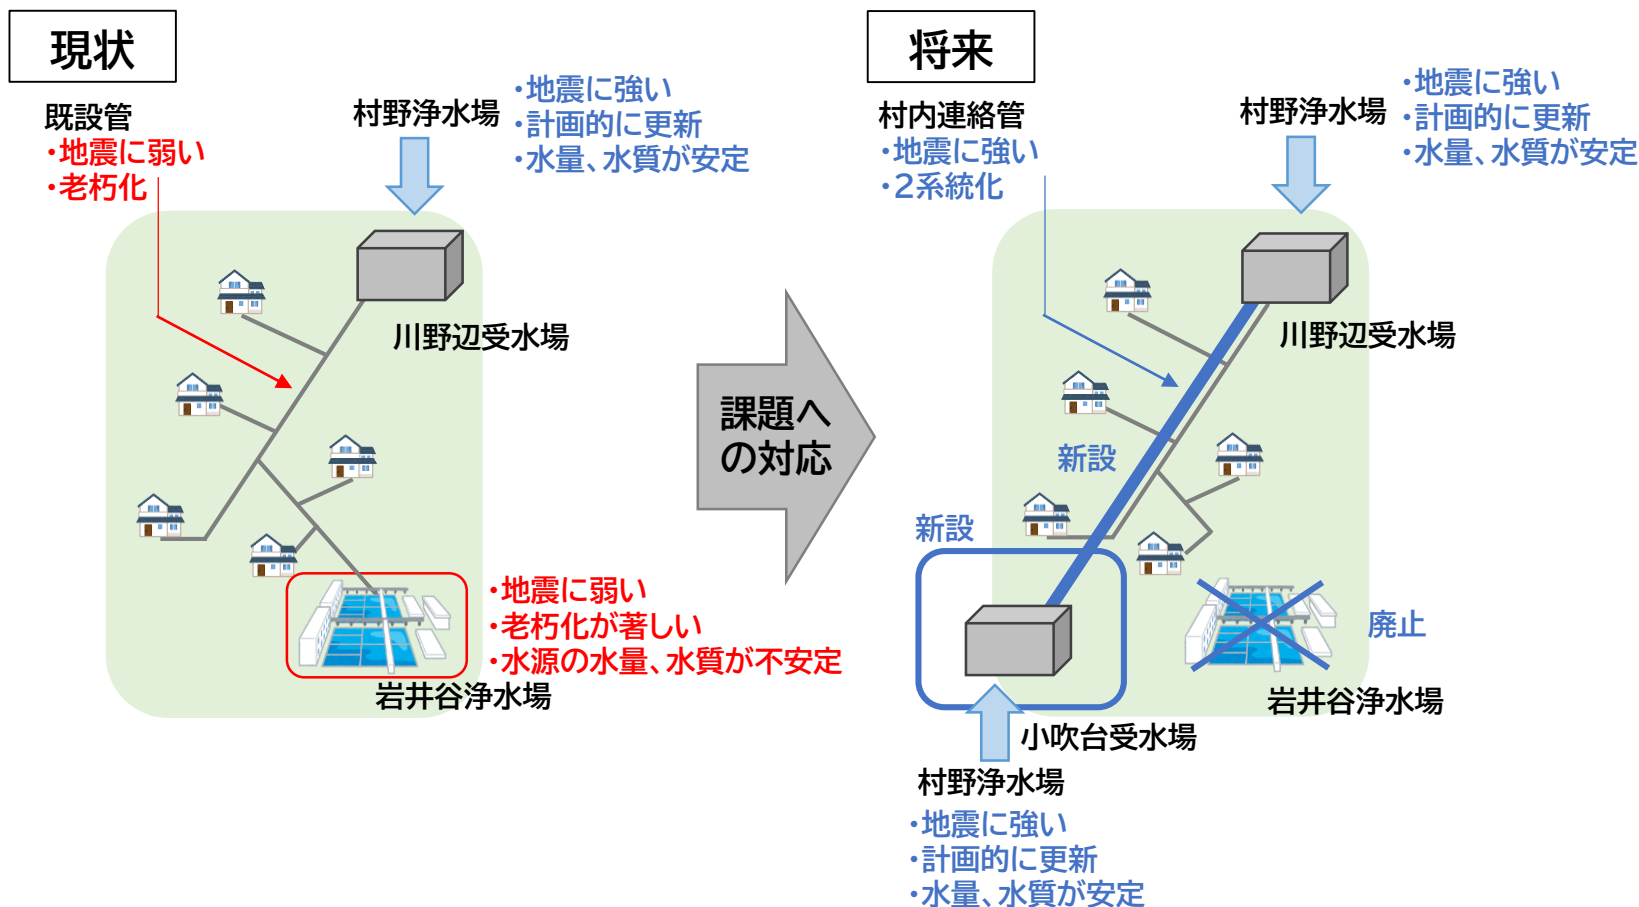 現状
既設管
・地震に弱い
・老朽化
村野浄水場
・地震に強い
・計画的に更新
・水量、水質が安定
川野辺受水場
・地震に弱い
・老朽化が著しい
・水源の水量、水質が不安定
岩井谷浄水場
課題へ
の対応
将来
村内連絡管
・地震に強い
・2系統化
村野浄水場
・地震に強い
・計画的に更新
・水量、水質が安定
川野辺受水場
新設
新設
廃止
岩井谷浄水場
小吹台受水場
村野浄水場
・地震に強い
・計画的に更新
・水量、水質が安定